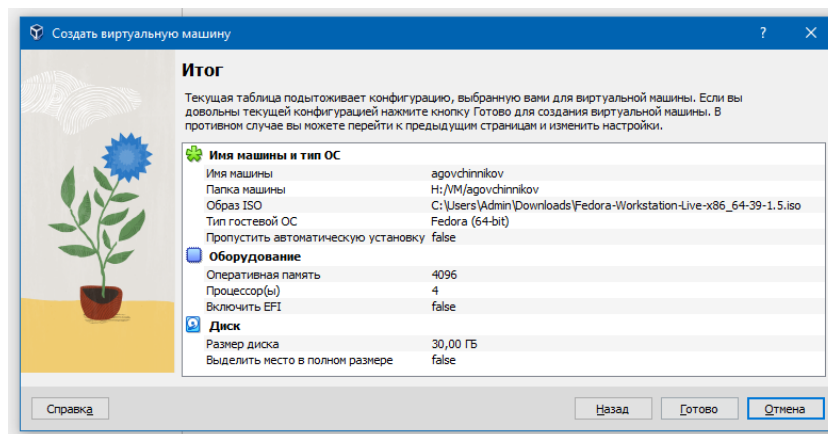 Создать виртуальную машину
?
Итог
Текущая таблица подытоживает конфигурацию, выбранную вами для виртуальной машины. Если вы
довольны текущей конфигурацией нажмите кнопку Готово для создания виртуальной машины. В
противном случае вы можете перейти к предыдущим страницам и изменить настройки.
Имя машины и тип ОС
Имя машины agovchinnikov
Папка машины H:/VM/agovchinnikov
Образ ISO C:\Users\Admin\Downloads\Fedora-Workstation-Live-x86_64-39-1.5.iso
Тип гостевой ОС Fedora (64-bit)
Пропустить автоматическую установку false
Оборудование
Оперативная память 4096
Процессор(ы) 4
Включить EFI false
Диск
Размер диска 30,00 ГБ
Выделить место в полном размере false
Справка Назад Готово Отмена